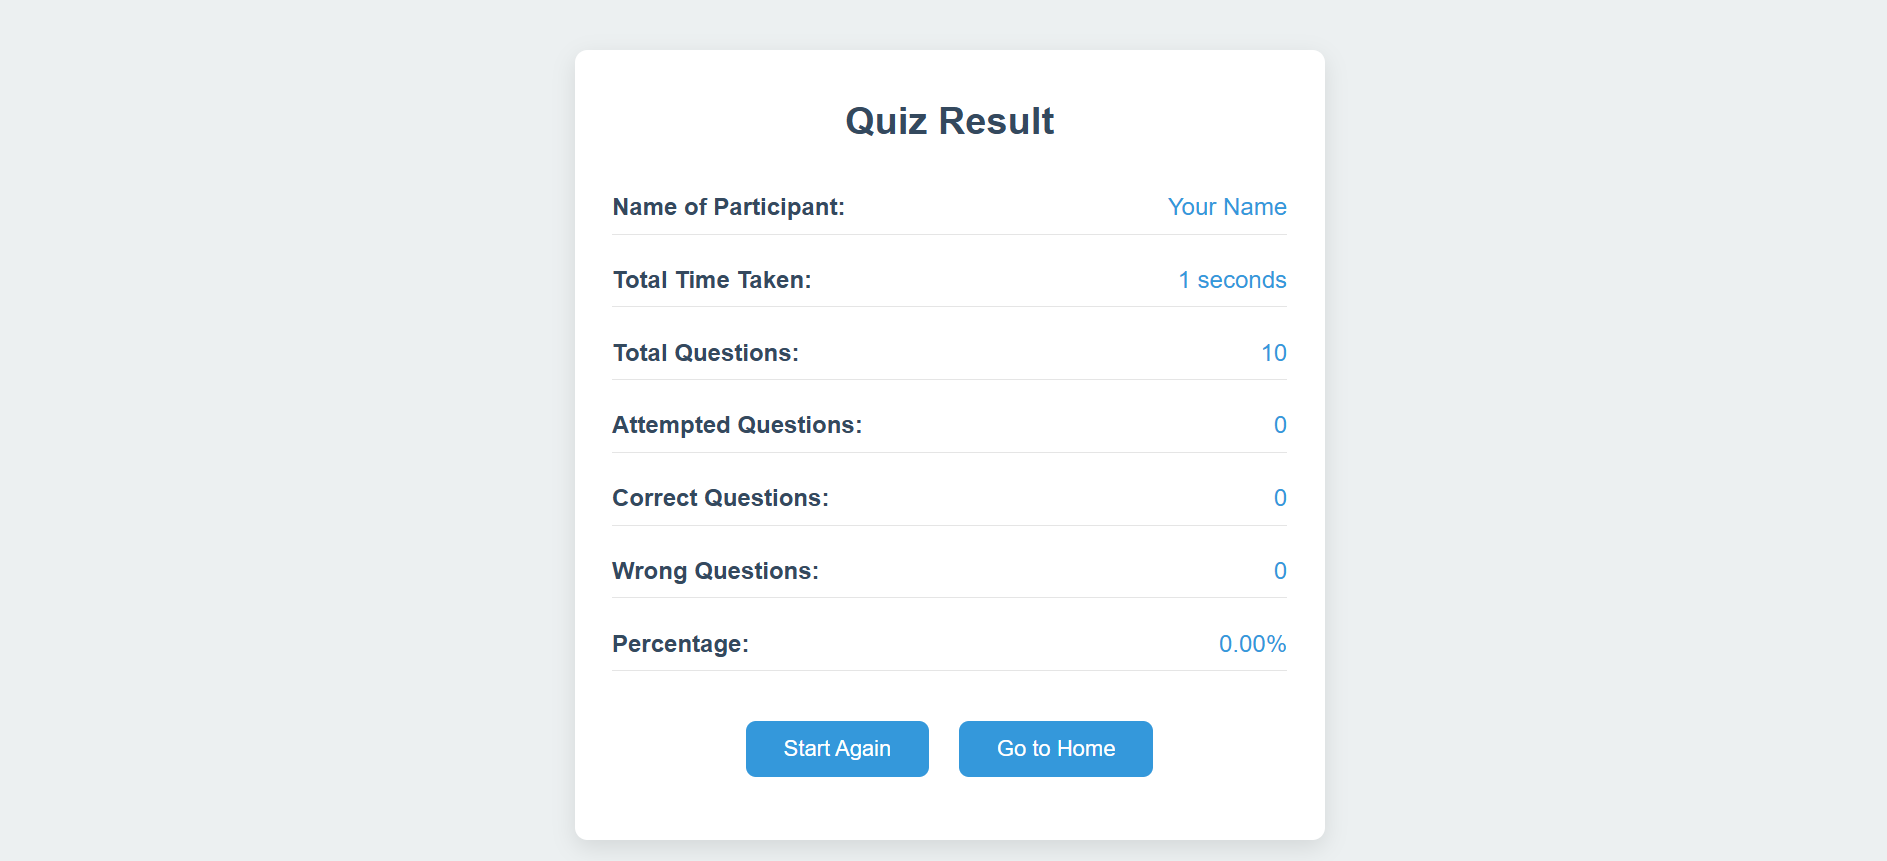 Quiz Result
Name of Participant: Your Name
Total Time Taken: 1 seconds
Total Questions: 10
Attempted Questions: 0
Correct Questions: 0
Wrong Questions: 0
Percentage: 0.00%
Start Again Go to Home